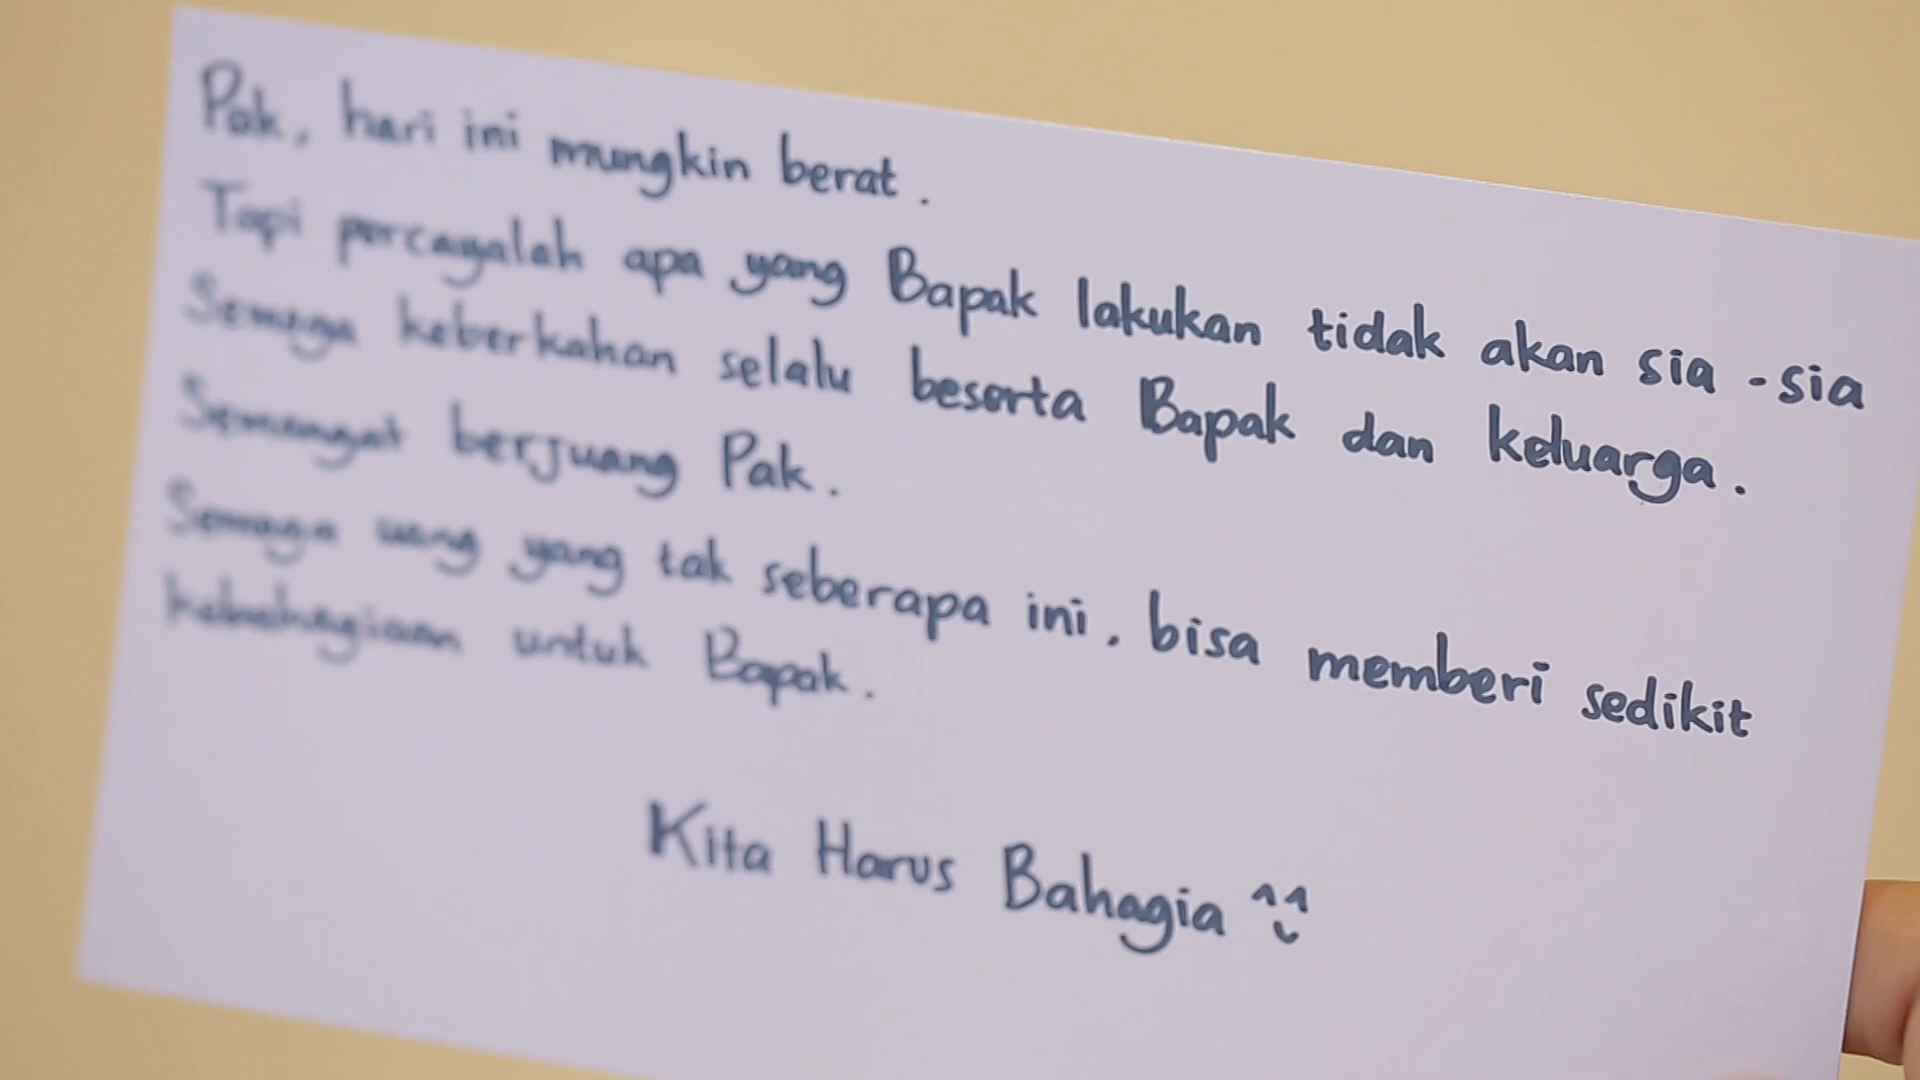 Pak, hari ini mungkin berat.
Tapi percayalah apa yang Bapak lakukan tidak akan sia-sia
Semoga keberkahan selalu beserta Bapak dan keluarga.
Semangat berjuang Pak.
Semoga uang yang tak seberapa ini, bisa memberi sedikit
kebahagiaan untuk Bapak.
Kita Harus Bahagia